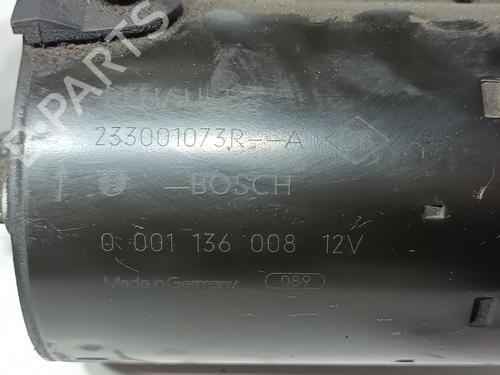 233001073R--A
BOSCH
0 001 136 008 12V
Made in Germany 089
B-PARTS